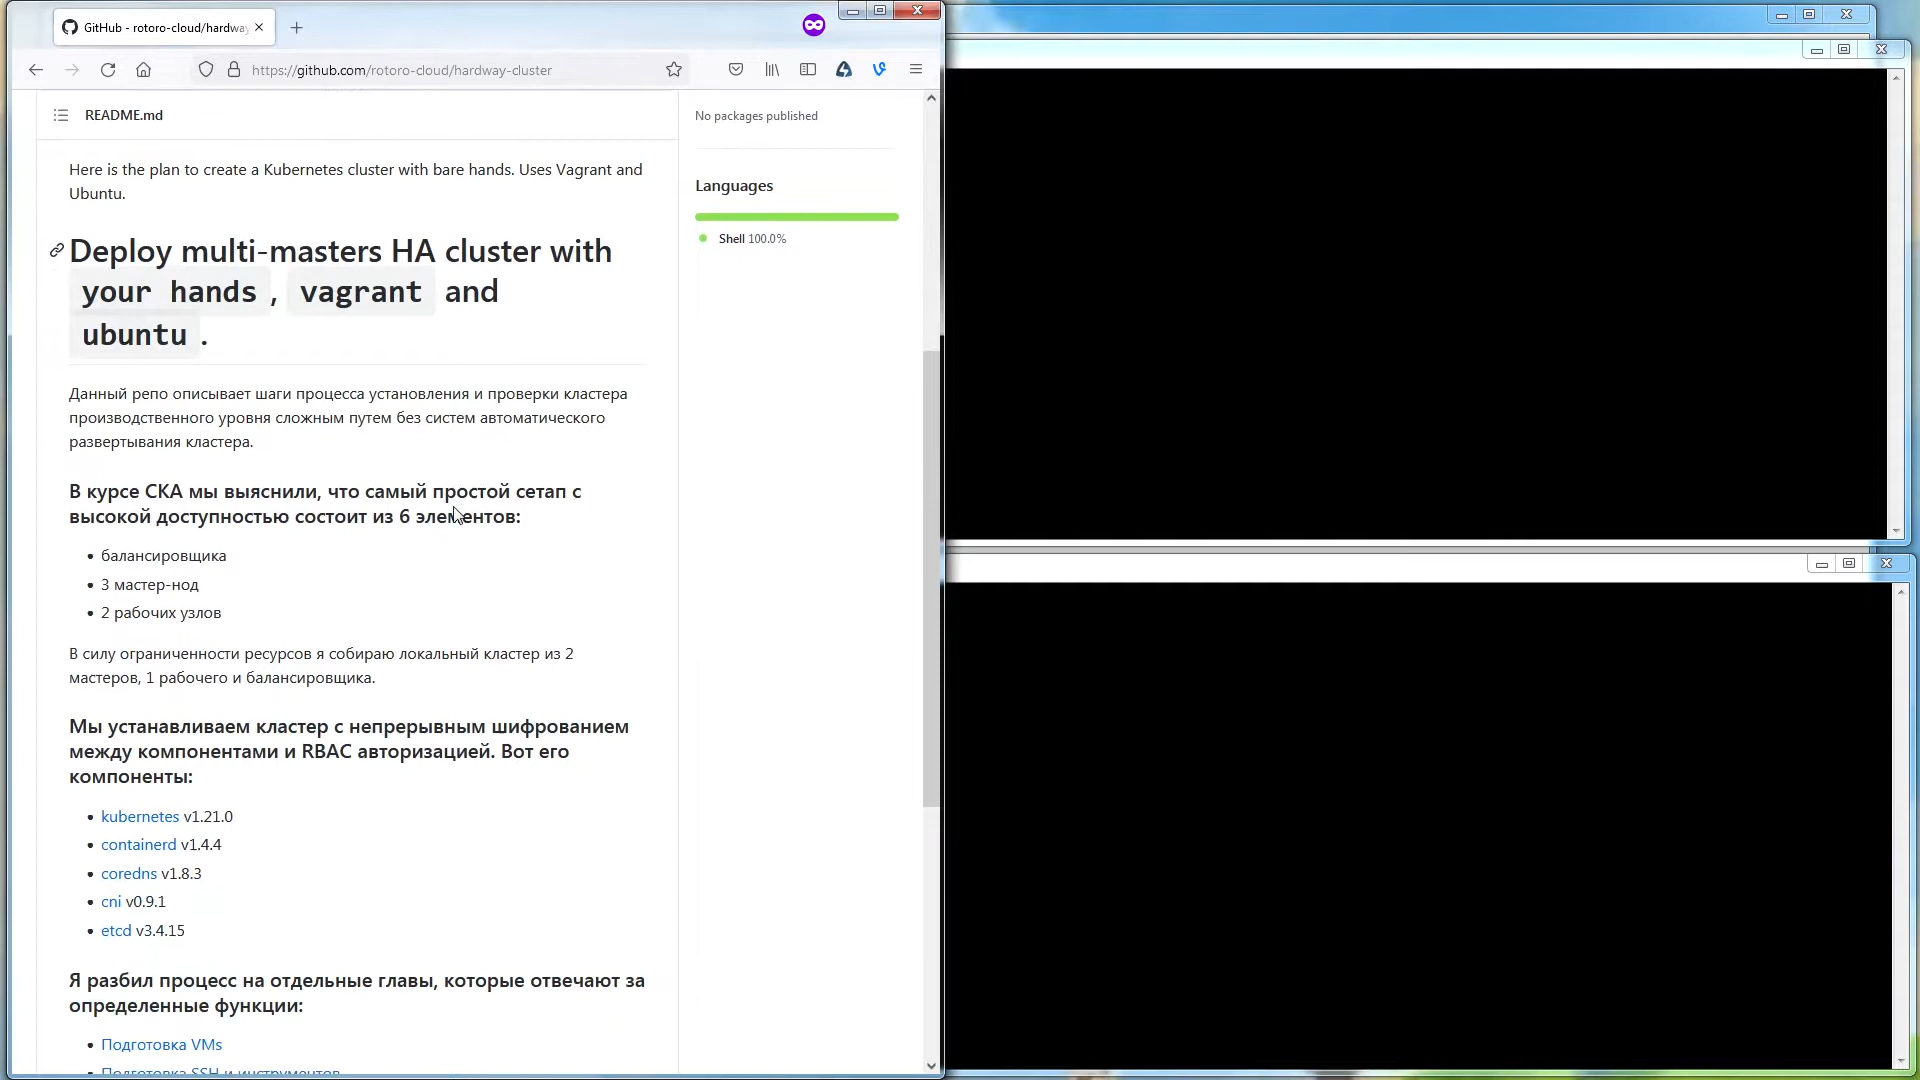 GitHub - rotoro-cloud/hardway
https://github.com/rotoro-cloud/hardway-cluster
README.md
Here is the plan to create a Kubernetes cluster with bare hands. Uses Vagrant and
Ubuntu.
Deploy multi-masters HA cluster with
your hands , vagrant and
ubuntu .
Данный репо описывает шаги процесса установления и проверки кластера
производственного уровня сложным путем без систем автоматического
развертывания кластера.
В курсе CKA мы выяснили, что самый простой сетап с
высокой доступностью состоит из 6 элементов:
• балансировщика
• 3 мастер-нод
• 2 рабочих узлов
В силу ограниченности ресурсов я собираю локальный кластер из 2
мастеров, 1 рабочего и балансировщика.
Мы устанавливаем кластер с непрерывным шифрованием
между компонентами и RBAC авторизацией. Вот его
компоненты:
• kubernetes v1.21.0
• containerd v1.4.4
• coredns v1.8.3
• cni v0.9.1
• etcd v3.4.15
Я разбил процесс на отдельные главы, которые отвечают за
определенные функции:
• Подготовка VMs
• Подготовка SSH и инструментов
No packages published
Languages
Shell 100.0%